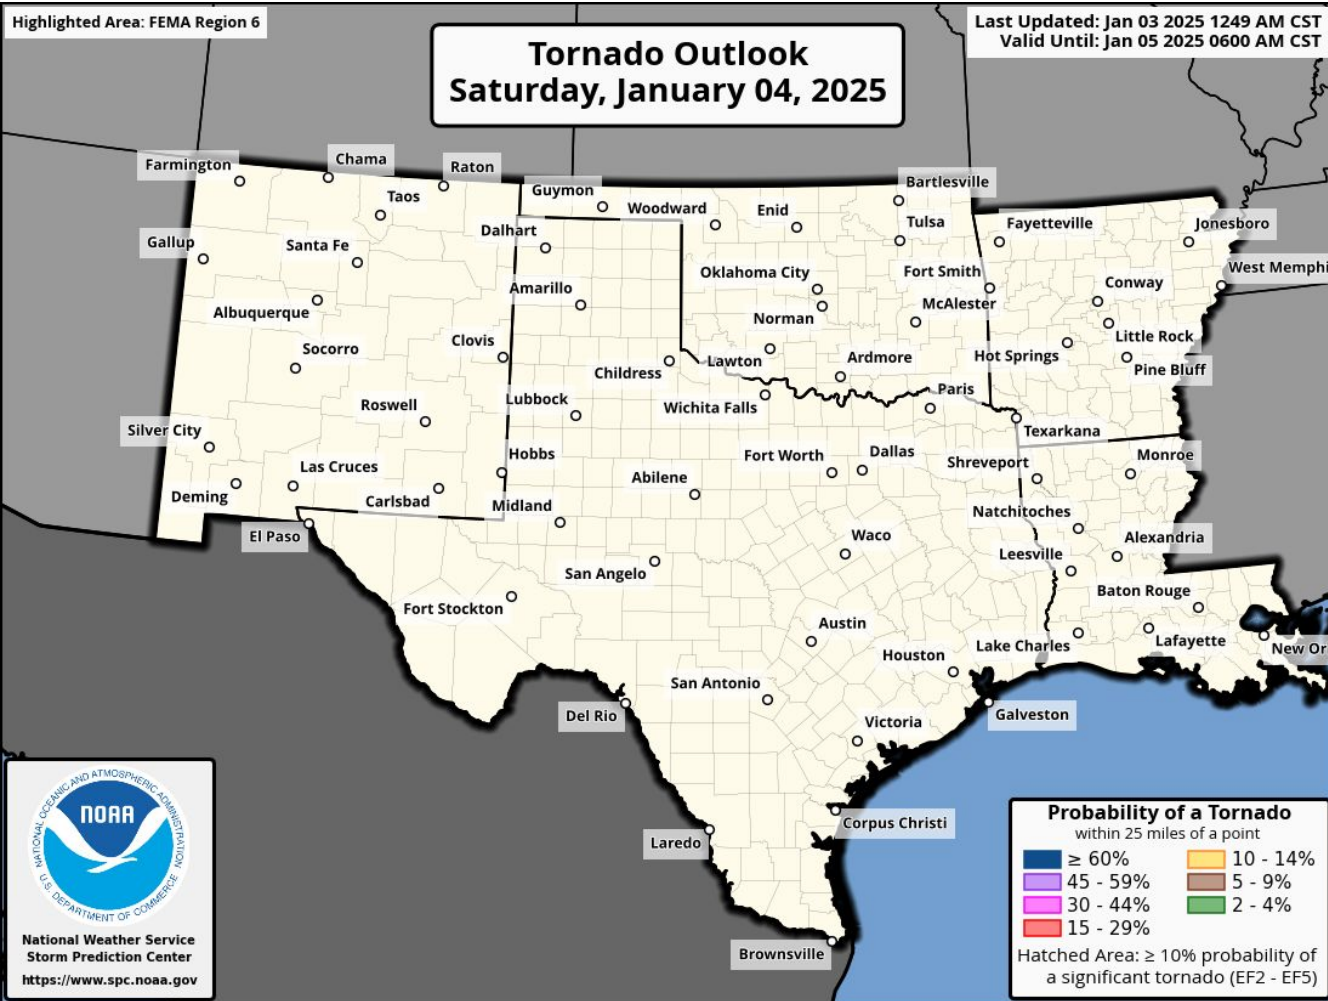 Highlighted Area: FEMA Region 6
Last Updated: Jan 03 2025 1249 AM CST
Valid Until: Jan 05 2025 0600 AM CST
Tornado Outlook
Saturday, January 04, 2025
Farmington
Chama
Raton
Taos
Guymon
Woodward
Enid
Bartlesville
Tulsa
Fayetteville
Jonesboro
Gallup
Santa Fe
Dalhart
Oklahoma City
Fort Smith
West Memphi
Amarillo
Conway
McAlester
Albuquerque
Norman
Little Rock
Socorro
Clovis
Lawton
Ardmore
Hot Springs
Pine Bluff
Childress
Paris
Roswell
Lubbock
Wichita Falls
Texarkana
Silver City
Hobbs
Fort Worth
Dallas
Shreveport
Monroe
Las Cruces
Abilene
Deming
Carlsbad
Midland
Natchitoches
El Paso
Waco
Alexandria
Leesville
San Angelo
Baton Rouge
Fort Stockton
Austin
Lake Charles
Lafayette
New Or
Houston
San Antonio
Del Rio
Galveston
Victoria
Corpus Christi
Laredo
Brownsville
NATIONAL OCEANIC AND ATMOSPHERIC ADMINISTRATION
NOAA
U.S. DEPARTMENT OF COMMERCE
National Weather Service
Storm Prediction Center
https://www.spc.noaa.gov
Probability of a Tornado
within 25 miles of a point
≥ 60%
45 - 59%
30 - 44%
15 - 29%
10 - 14%
5 - 9%
2 - 4%
Hatched Area: ≥ 10% probability of
a significant tornado (EF2 - EF5)